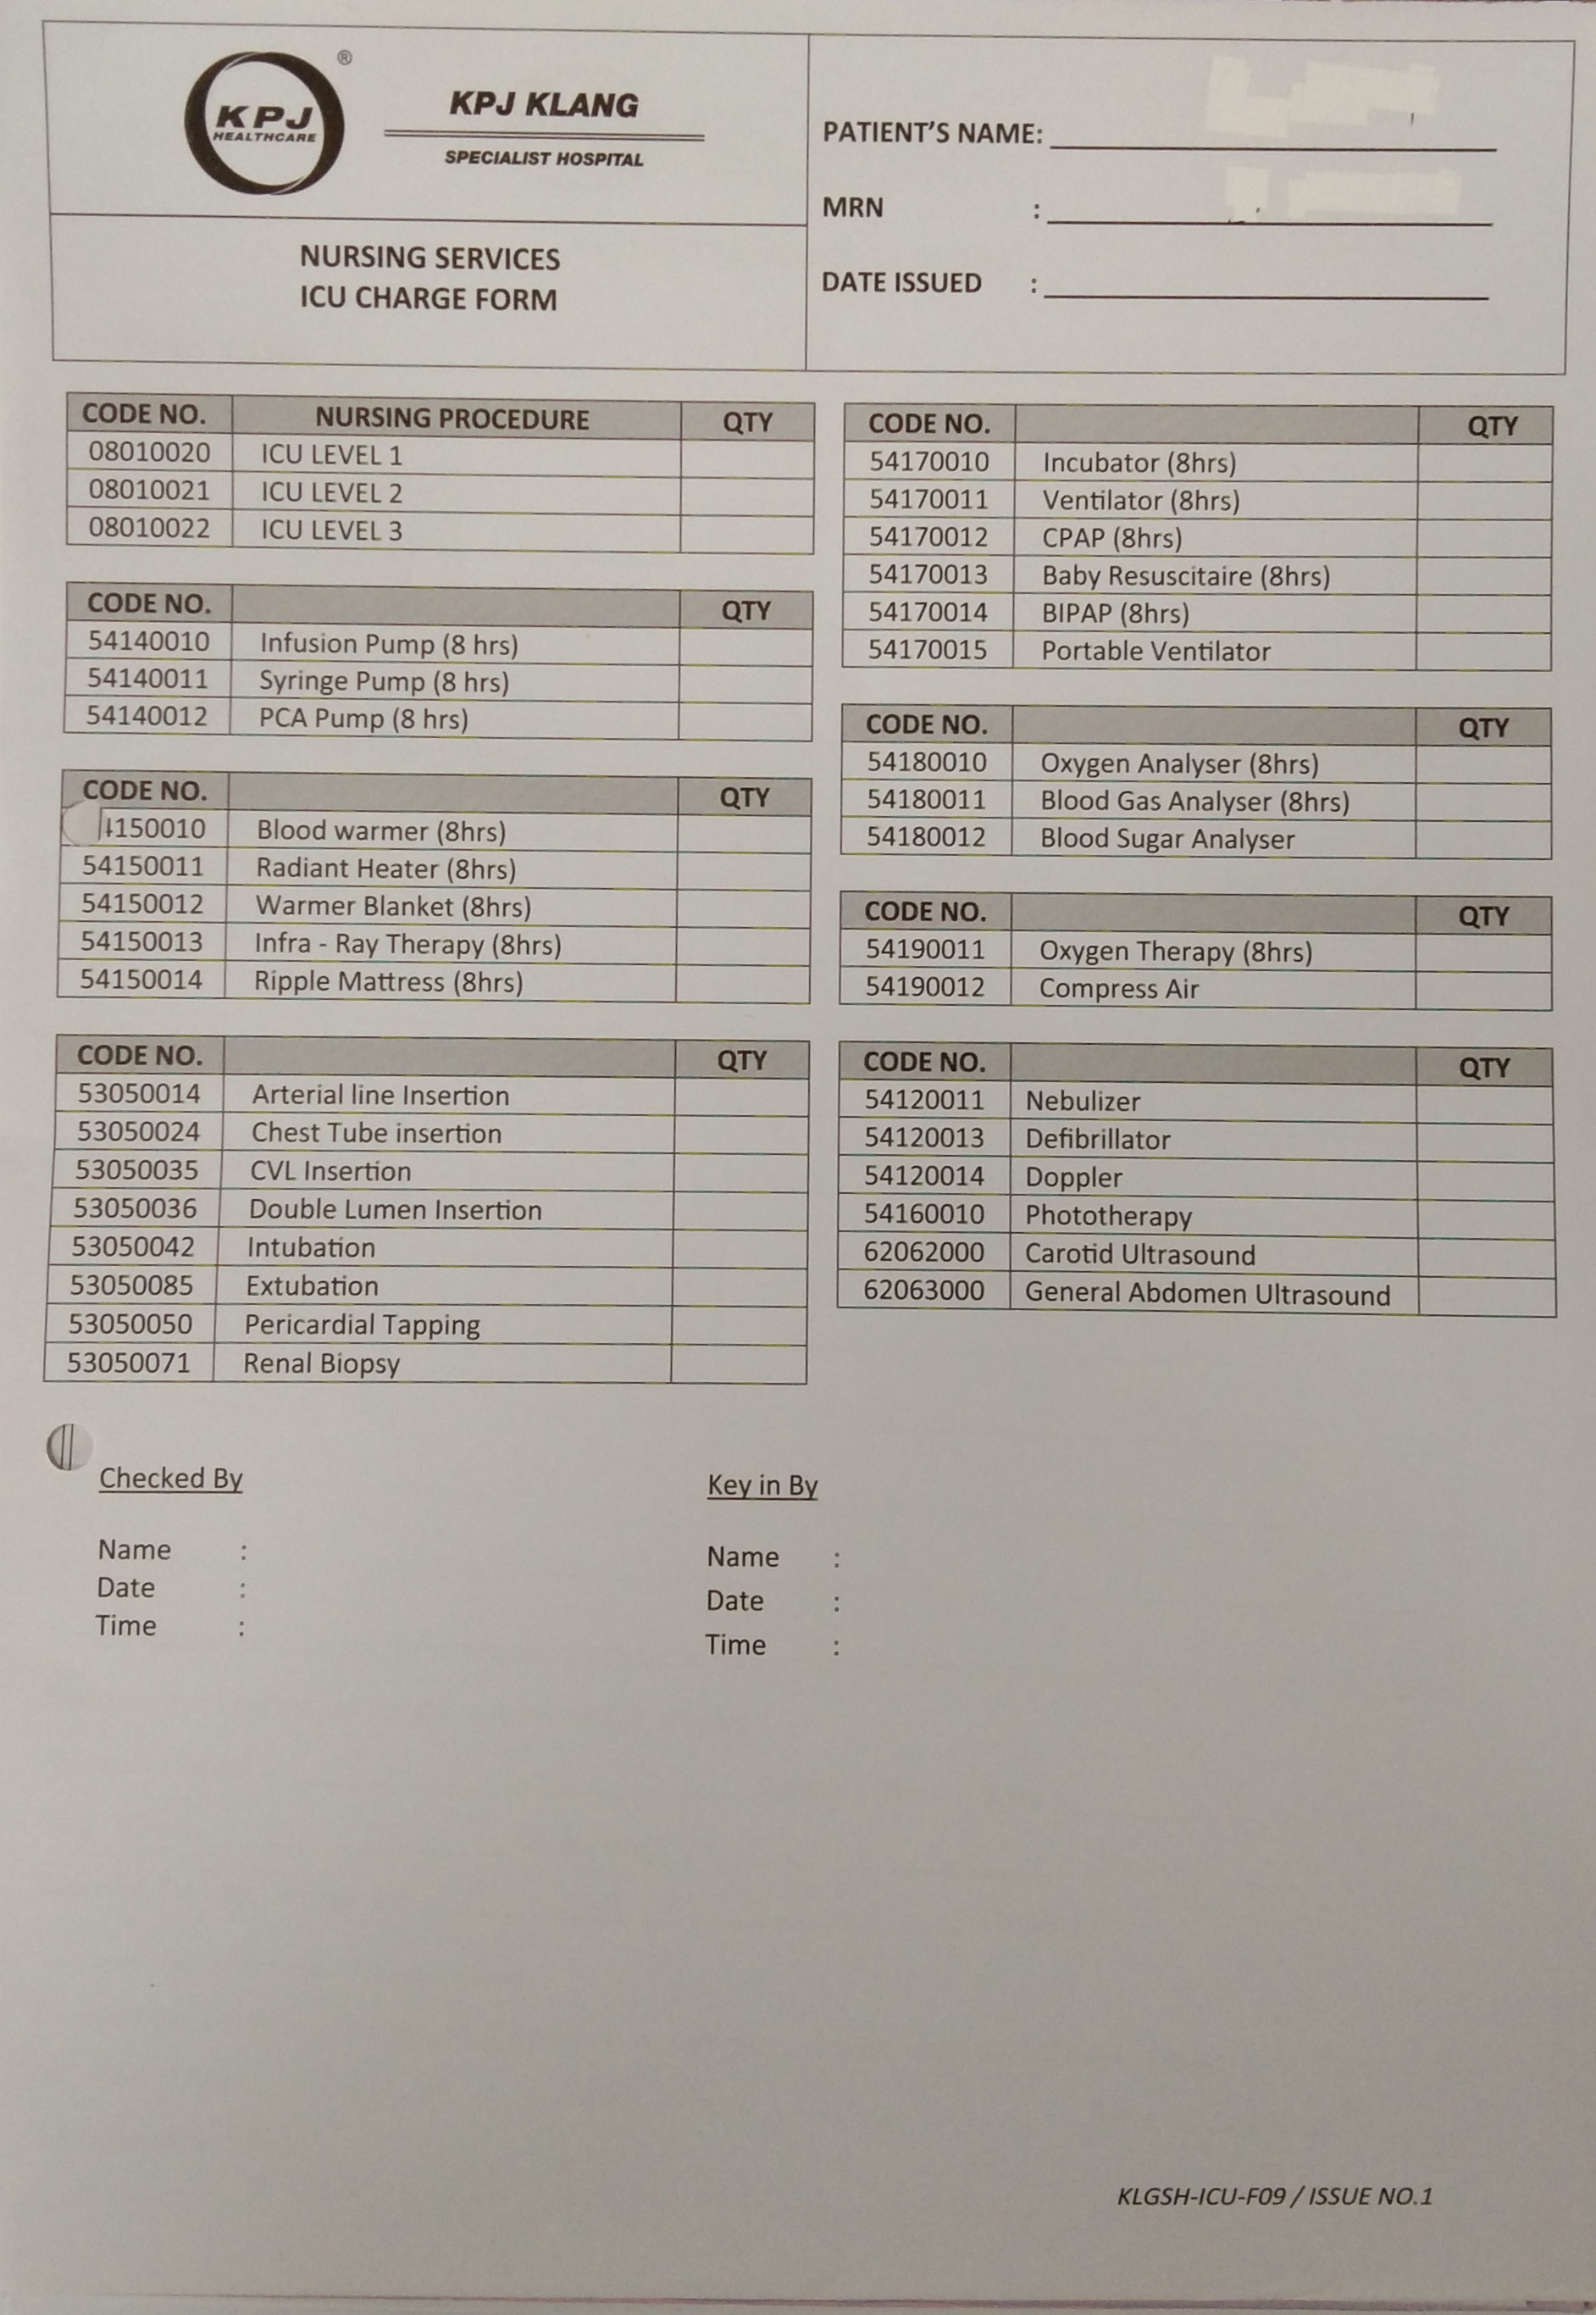 ®
KPJ
HEALTHCARE
KPJ KLANG
SPECIALIST HOSPITAL
NURSING SERVICES
ICU CHARGE FORM
PATIENT'S NAME:
MRN :
DATE ISSUED :
CODE NO. NURSING PROCEDURE QTY
08010020 ICU LEVEL 1
08010021 ICU LEVEL 2
08010022 ICU LEVEL 3
CODE NO. QTY
54140010 Infusion Pump (8 hrs)
54140011 Syringe Pump (8 hrs)
54140012 PCA Pump (8 hrs)
CODE NO. QTY
4150010 Blood warmer (8hrs)
54150011 Radiant Heater (8hrs)
54150012 Warmer Blanket (8hrs)
54150013 Infra - Ray Therapy (8hrs)
54150014 Ripple Mattress (8hrs)
CODE NO. QTY
53050014 Arterial line Insertion
53050024 Chest Tube insertion
53050035 CVL Insertion
53050036 Double Lumen Insertion
53050042 Intubation
53050085 Extubation
53050050 Pericardial Tapping
53050071 Renal Biopsy
CODE NO. QTY
54170010 Incubator (8hrs)
54170011 Ventilator (8hrs)
54170012 CPAP (8hrs)
54170013 Baby Resuscitaire (8hrs)
54170014 BIPAP (8hrs)
54170015 Portable Ventilator
CODE NO. QTY
54180010 Oxygen Analyser (8hrs)
54180011 Blood Gas Analyser (8hrs)
54180012 Blood Sugar Analyser
CODE NO. QTY
54190011 Oxygen Therapy (8hrs)
54190012 Compress Air
CODE NO. QTY
54120011 Nebulizer
54120013 Defibrillator
54120014 Doppler
54160010 Phototherapy
62062000 Carotid Ultrasound
62063000 General Abdomen Ultrasound
Checked By
Name :
Date :
Time :
Key in By
Name :
Date :
Time :
KLGSH-ICU-F09 / ISSUE NO.1